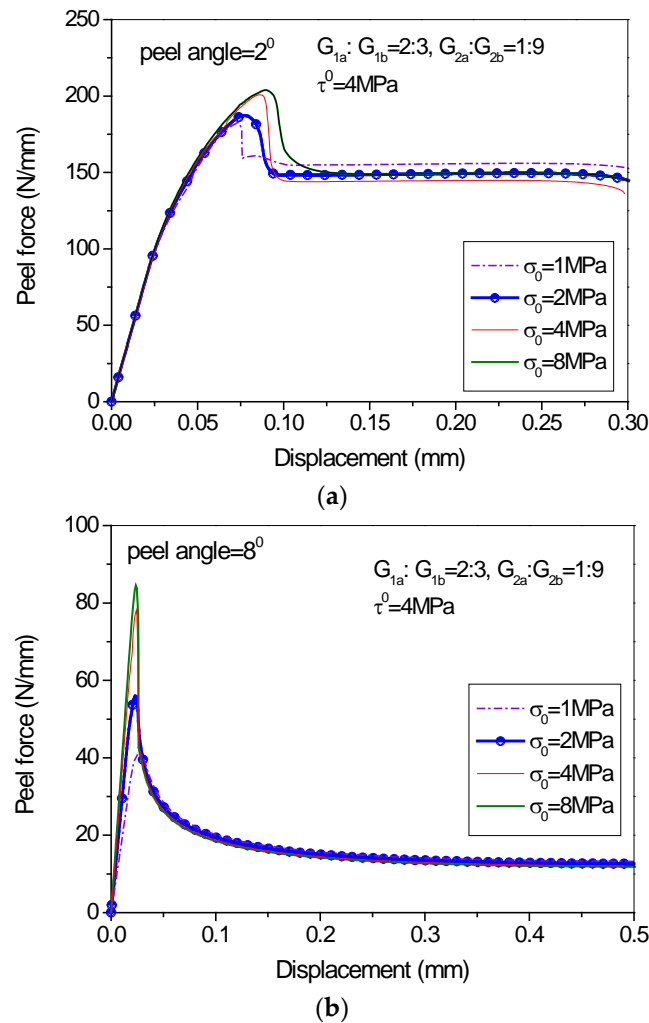 peel angle=2⁰
G₁ₐ: G₁b=2:3, G₂ₐ:G₂b=1:9
τ⁰=4MPa
250
200
150
100
50
0
Peel force (N/mm)
σ₀=1MPa
σ₀=2MPa
σ₀=4MPa
σ₀=8MPa
0.00 0.05 0.10 0.15 0.20 0.25 0.30
Displacement (mm)
(a)
peel angle=8⁰
G₁ₐ: G₁b=2:3, G₂ₐ:G₂b=1:9
τ⁰=4MPa
100
80
60
40
20
0
Peel force (N/mm)
σ₀=1MPa
σ₀=2MPa
σ₀=4MPa
σ₀=8MPa
0.0 0.1 0.2 0.3 0.4 0.5
Displacement (mm)
(b)